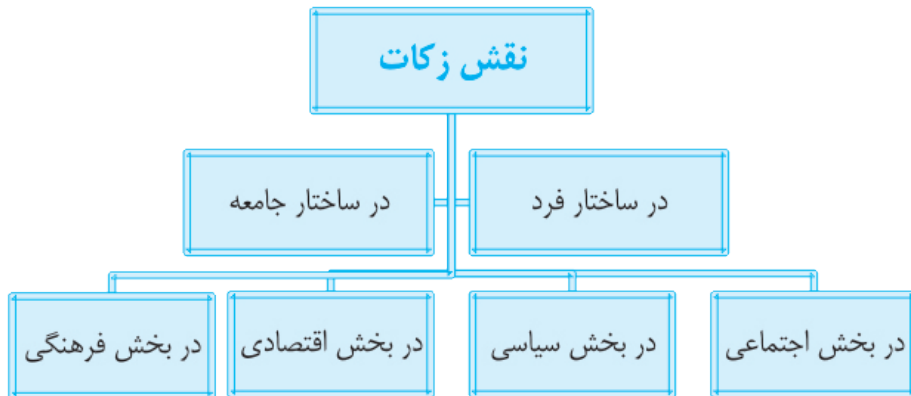 نقش زکات
در ساختار فرد
در ساختار جامعه
در بخش اجتماعی
در بخش سیاسی
در بخش اقتصادی
در بخش فرهنگی